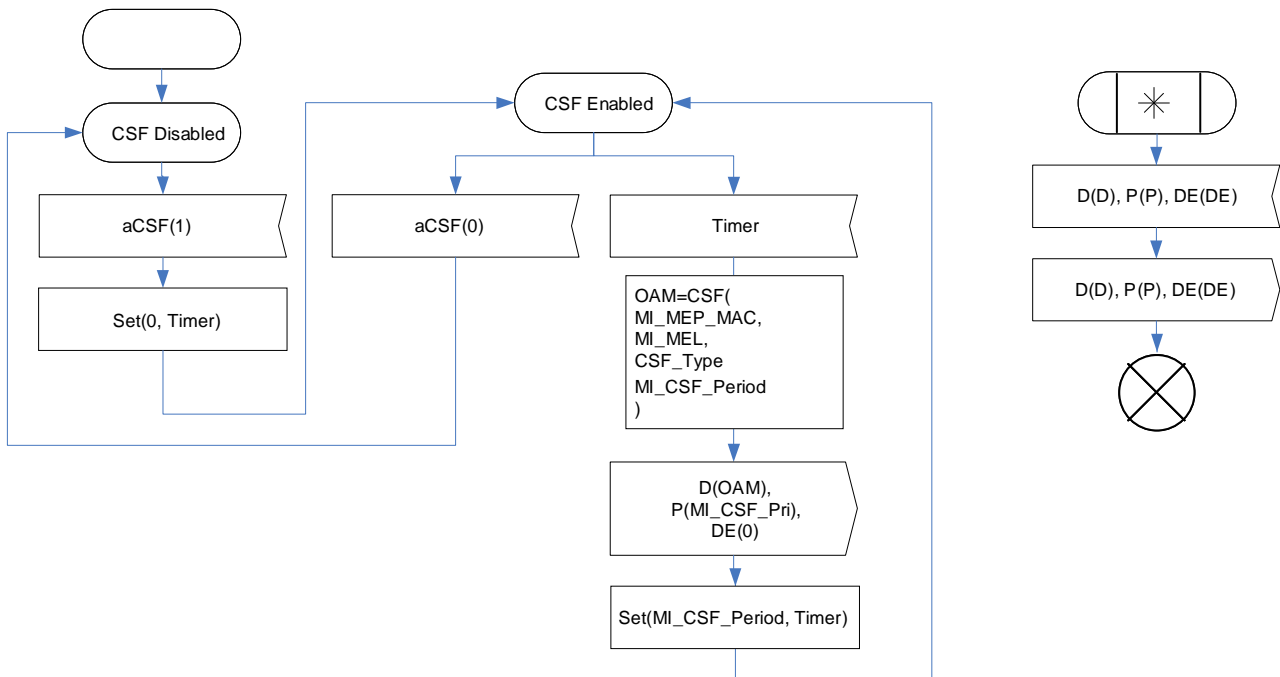 CSF Disabled
aCSF(1)
Set(0, Timer)
CSF Enabled
aCSF(0)
Timer
OAM=CSF(
MI_MEP_MAC,
MI_MEL,
CSF_Type
MI_CSF_Period
)
D(OAM),
P(MI_CSF_Pri),
DE(0)
Set(MI_CSF_Period, Timer)
D(D), P(P), DE(DE)
D(D), P(P), DE(DE)